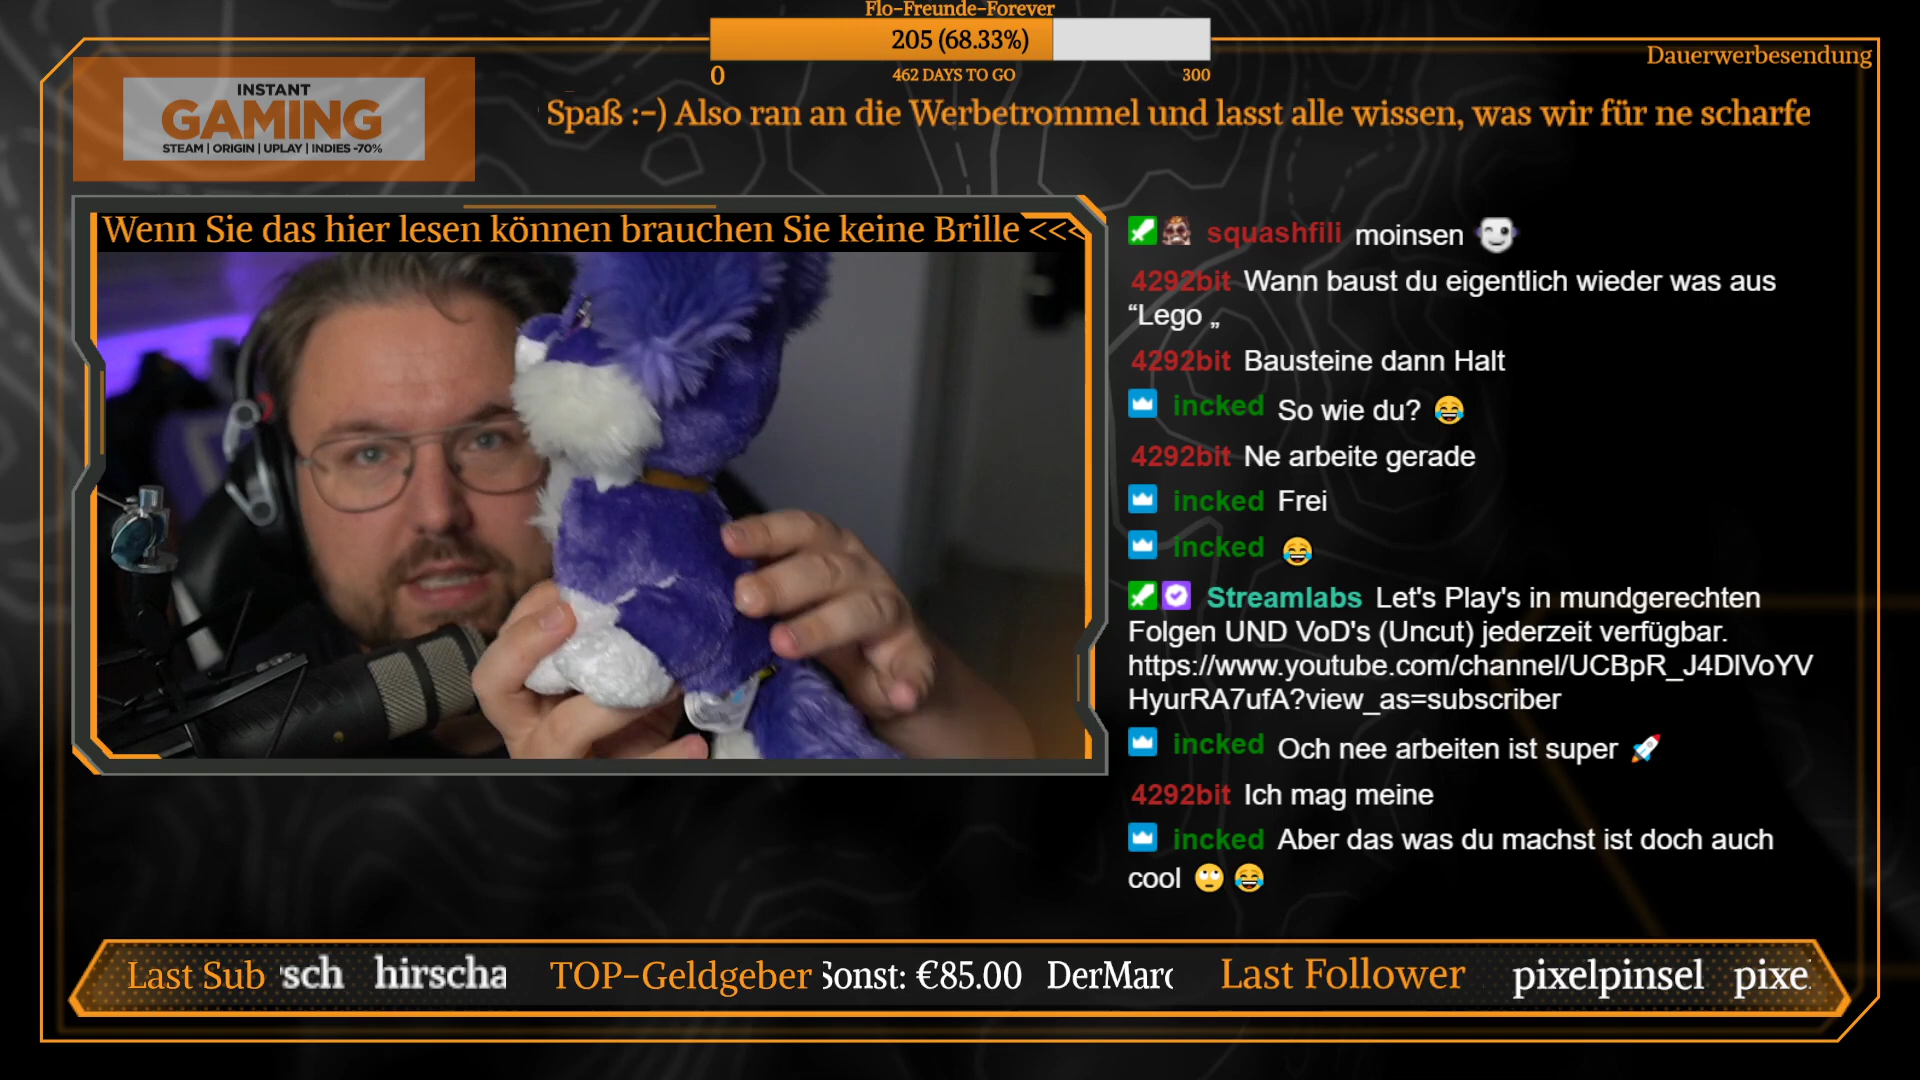 Flo-Freunde-Forever
205 (68.33%)
0
462 DAYS TO GO
300
Dauerwerbesendung
INSTANT
GAMING
STEAM | ORIGIN | UPLAY | INDIES -70%
Spaß :-) Also ran an die Werbetrommel und lasst alle wissen, was wir für ne scharfe
Wenn Sie das hier lesen können brauchen Sie keine Brille <<<
squashfili moinsen
4292bit Wann baust du eigentlich wieder was aus
“Lego „
4292bit Bausteine dann Halt
incked So wie du? 😂
4292bit Ne arbeite gerade
incked Frei
incked 😂
Streamlabs Let's Play's in mundgerechten
Folgen UND VoD's (Uncut) jederzeit verfügbar.
https://www.youtube.com/channel/UCBpR_J4DlVoYV
HyurRA7ufA?view_as=subscriber
incked Och nee arbeiten ist super 🚀
4292bit Ich mag meine
incked Aber das was du machst ist doch auch
cool 🙄 😂
Last Sub sch hirscha
TOP-Geldgeber Sonst: €85.00 DerMarc
Last Follower pixelpinsel pixe